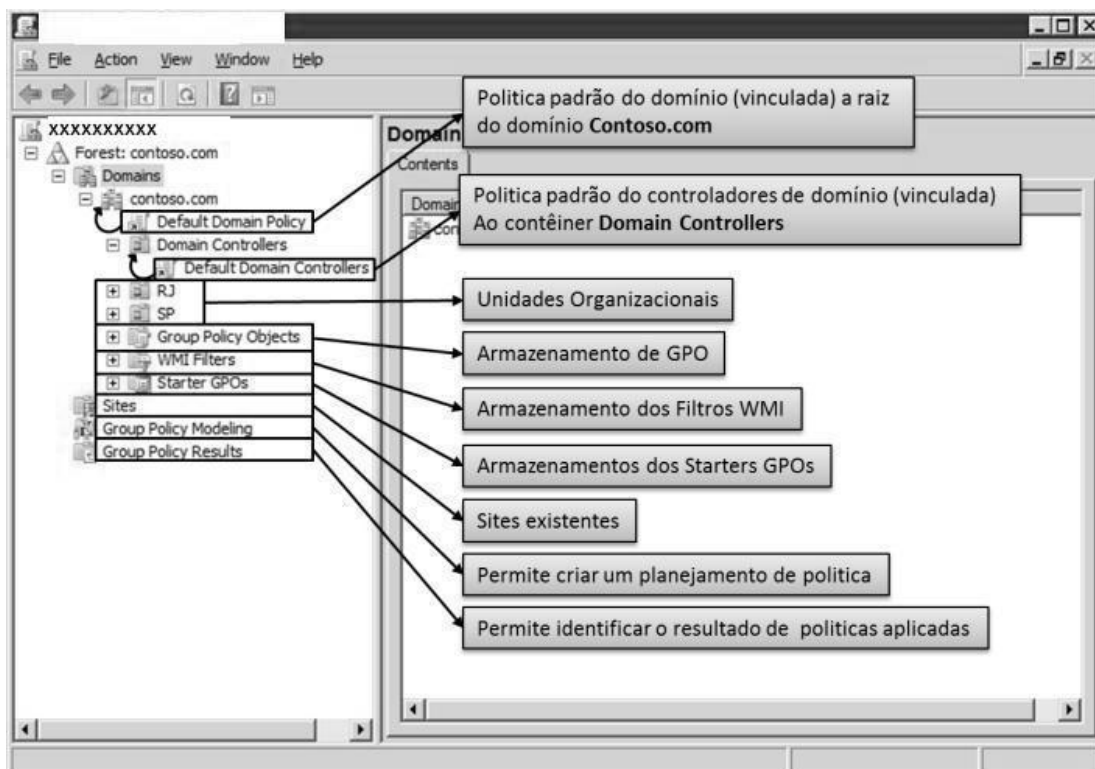 File Action View Window Help
Politica padrão do domínio (vinculada) a raiz
do domínio Contoso.com
XXXXXXXXXX
Forest: contoso.com
Domains
contoso.com
Default Domain Policy
Domain Controllers
Default Domain Controllers
RJ
SP
Group Policy Objects
WMI Filters
Starter GPOs
Sites
Group Policy Modeling
Group Policy Results
Domain
Contents
Domain
con
Politica padrão do controladores de domínio (vinculada)
Ao contêiner Domain Controllers
Unidades Organizacionais
Armazenamento de GPO
Armazenamento dos Filtros WMI
Armazenamentos dos Starters GPOs
Sites existentes
Permite criar um planejamento de politica
Permite identificar o resultado de politicas aplicadas